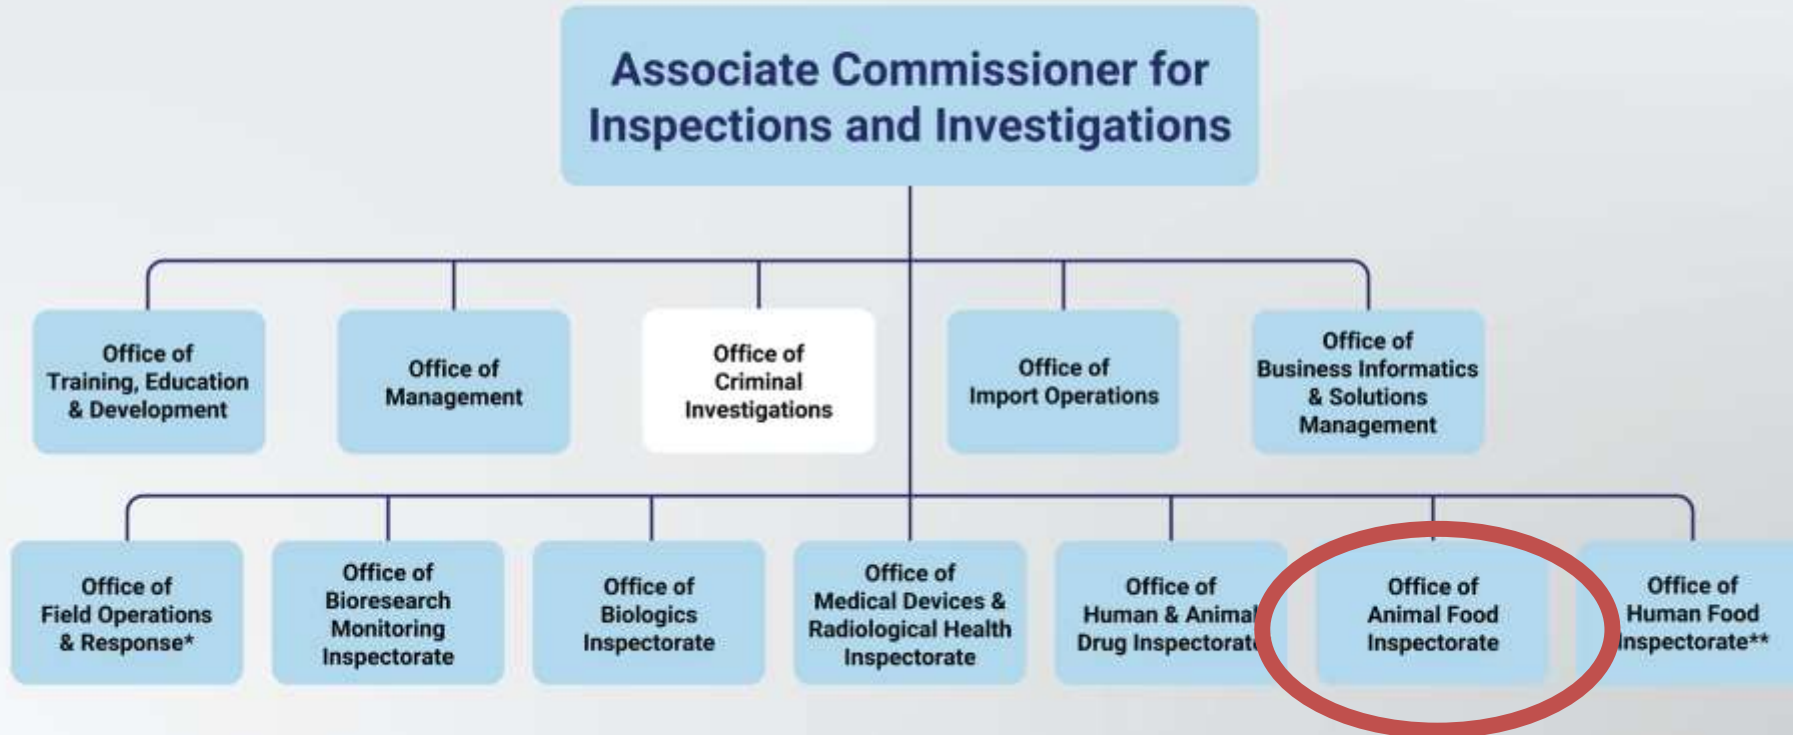 Associate Commissioner for
Inspections and Investigations
Office of
Training, Education
& Development
Office of
Management
Office of
Criminal
Investigations
Office of
Import Operations
Office of
Business Informatics
& Solutions
Management
Office of
Field Operations
& Response*
Office of
Bioresearch
Monitoring
Inspectorate
Office of
Biologics
Inspectorate
Office of
Medical Devices &
Radiological Health
Inspectorate
Office of
Human & Animal
Drug Inspectorate
Office of
Animal Food
Inspectorate
Office of
Human Food
Inspectorate**